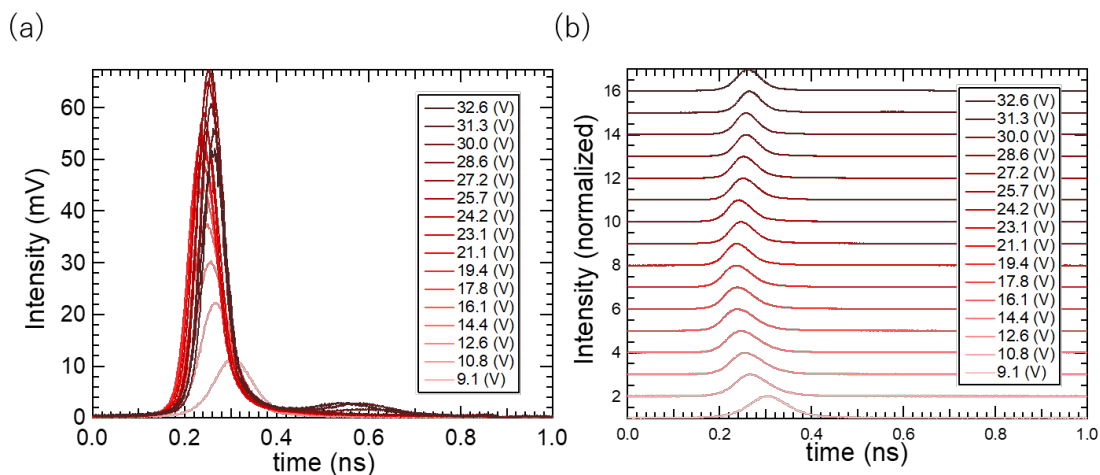 (a)
(b)
Intensity (mV)
60
50
40
30
20
10
0
0.0 0.2 0.4 0.6 0.8 1.0
time (ns)
32.6 (V)
31.3 (V)
30.0 (V)
28.6 (V)
27.2 (V)
25.7 (V)
24.2 (V)
23.1 (V)
21.1 (V)
19.4 (V)
17.8 (V)
16.1 (V)
14.4 (V)
12.6 (V)
10.8 (V)
9.1 (V)
Intensity (normalized)
16
14
12
10
8
6
4
2
0.0 0.2 0.4 0.6 0.8 1.0
time (ns)
32.6 (V)
31.3 (V)
30.0 (V)
28.6 (V)
27.2 (V)
25.7 (V)
24.2 (V)
23.1 (V)
21.1 (V)
19.4 (V)
17.8 (V)
16.1 (V)
14.4 (V)
12.6 (V)
10.8 (V)
9.1 (V)